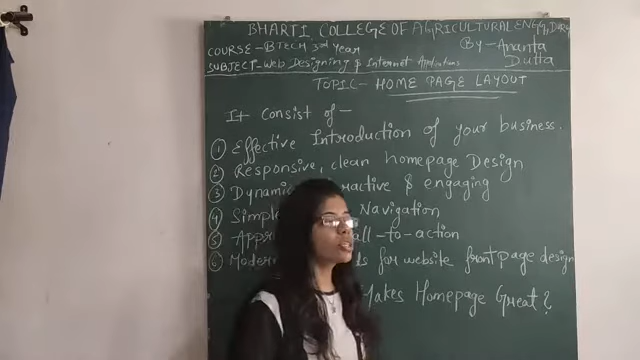 BHARTI COLLEGE OF AGRICULTURAL ENGG, DURG
COURSE - BTECH 3rd Year
By - Ananta Dutta
SUBJECT - Web Designing & Internet Applications
TOPIC - HOME PAGE LAYOUT
It Consist of -
1 Effective Introduction of your business.
2 Responsive, clean homepage Design
3 Dynamic & engaging
4 Simple Navigation
5 call-to-action
6 Modern for website front page design
Makes Homepage Great?